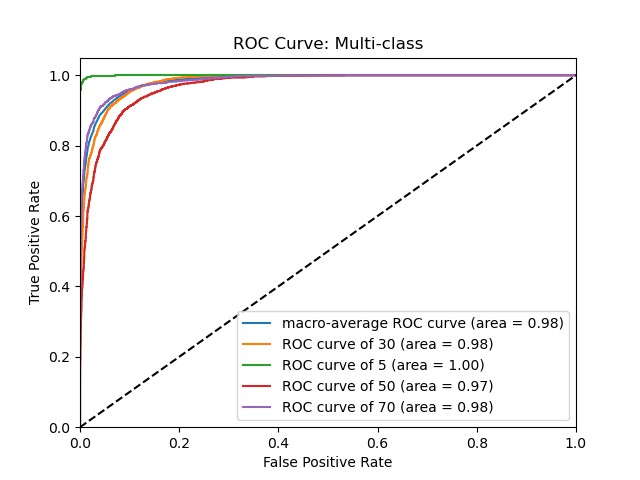 ROC Curve: Multi-class
1.0
0.8
0.6
0.4
0.2
0.0
True Positive Rate
macro-average ROC curve (area = 0.98)
ROC curve of 30 (area = 0.98)
ROC curve of 5 (area = 1.00)
ROC curve of 50 (area = 0.97)
ROC curve of 70 (area = 0.98)
0.0 0.2 0.4 0.6 0.8 1.0
False Positive Rate